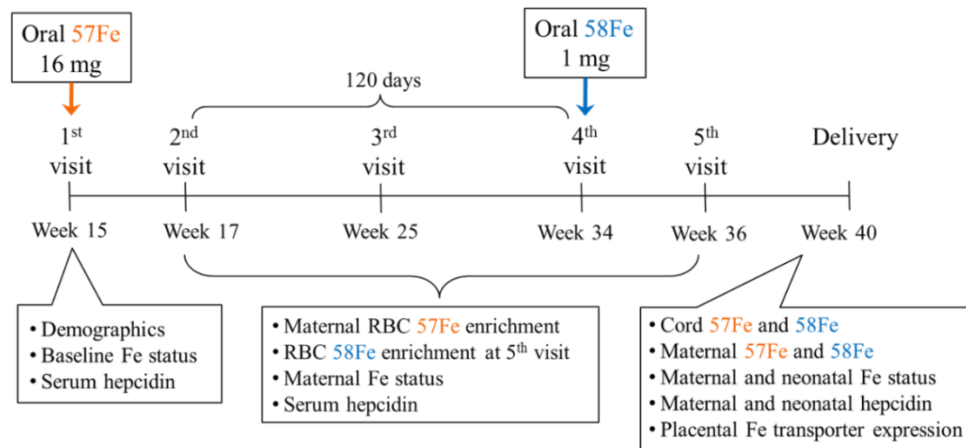 Oral 57Fe
16 mg
Oral 58Fe
1 mg
120 days
1st
visit
2nd
visit
3rd
visit
4th
visit
5th
visit
Delivery
Week 15
Week 17
Week 25
Week 34
Week 36
Week 40
• Demographics
• Baseline Fe status
• Serum hepcidin
• Maternal RBC 57Fe enrichment
• RBC 58Fe enrichment at 5th visit
• Maternal Fe status
• Serum hepcidin
• Cord 57Fe and 58Fe
• Maternal 57Fe and 58Fe
• Maternal and neonatal Fe status
• Maternal and neonatal hepcidin
• Placental Fe transporter expression